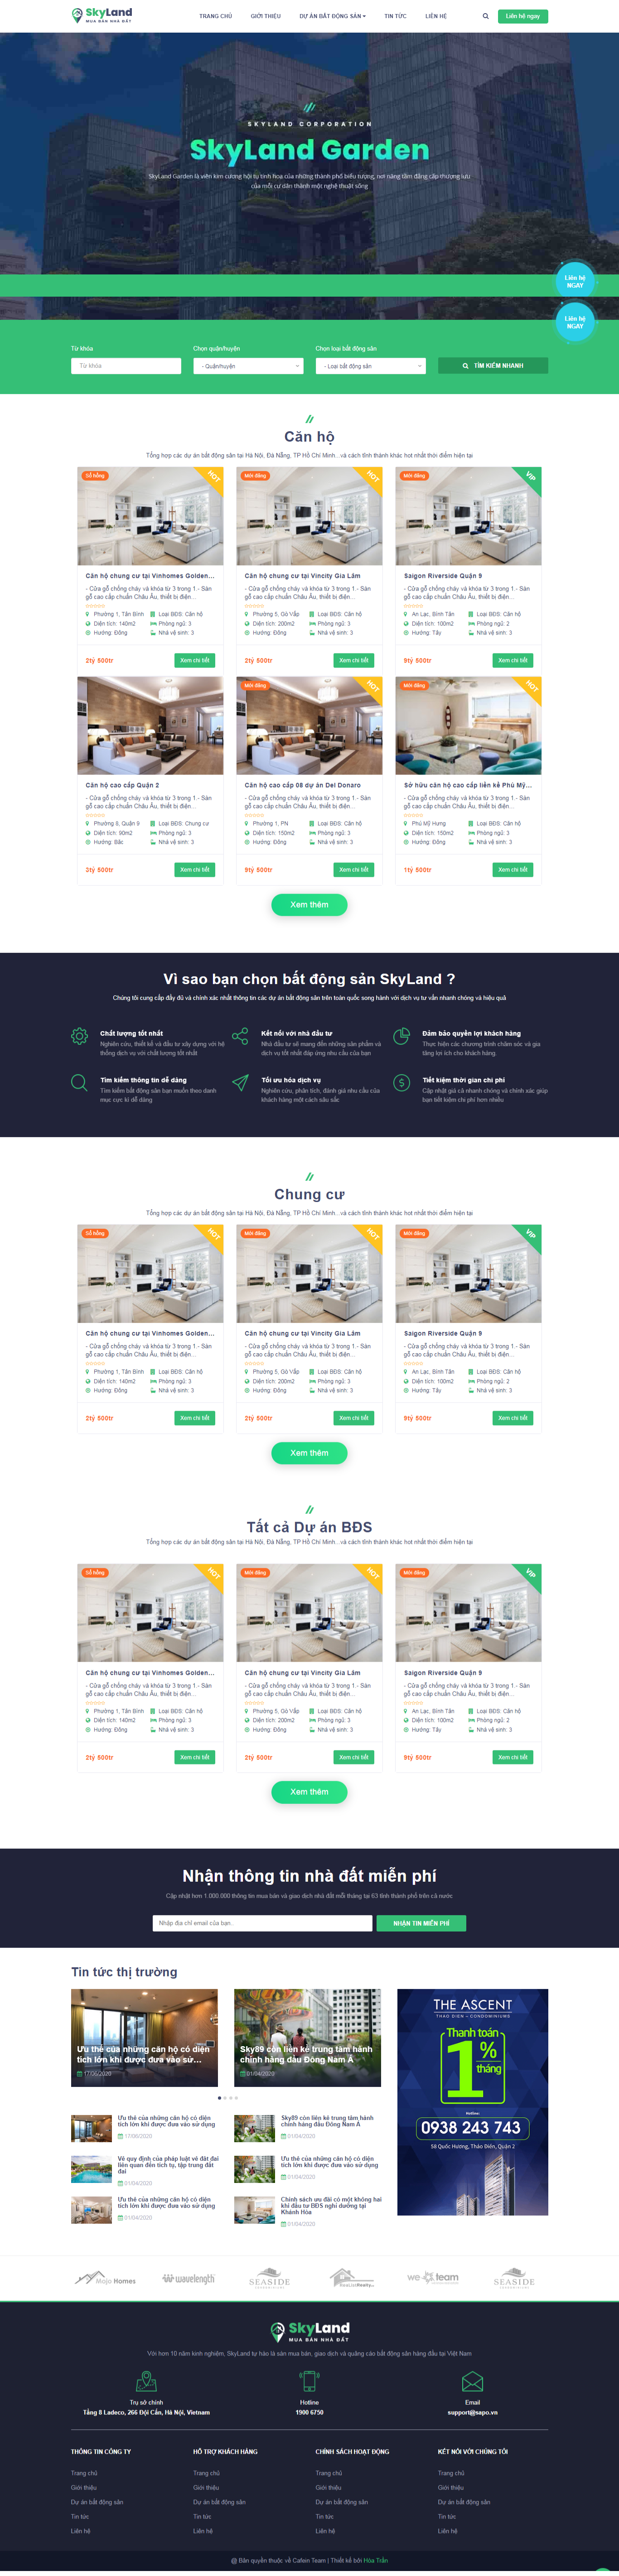 SkyLand
MUA BÁN NHÀ ĐẤT
TRANG CHỦ
GIỚI THIỆU
DỰ ÁN BẤT ĐỘNG SẢN
TIN TỨC
LIÊN HỆ
Liên hệ ngay
SKYLAND CORPORATION
SkyLand Garden
SkyLand Garden là viên kim cương hội tụ tinh hoa của những thành phố biểu tượng, nơi nâng tầm đẳng cấp thượng lưu
của mỗi cư dân thành một nghệ thuật sống
Liên hệ
NGAY
Liên hệ
NGAY
Từ khóa
Chọn quận/huyện
Chọn loại bất động sản
Từ khóa
- Quận/huyện
- Loại bất động sản
TÌM KIẾM NHANH
Căn hộ
Tổng hợp các dự án bất động sản tại Hà Nội, Đà Nẵng, TP Hồ Chí Minh...và cách tỉnh thành khác hot nhất thời điểm hiện tại
Sổ hồng
HOT
Căn hộ chung cư tại Vinhomes Golden...
- Cửa gỗ chống cháy và khóa từ 3 trong 1.- Sàn
gỗ cao cấp chuẩn Châu Âu, thiết bị điện...
Phường 1, Tân Bình
Loại BĐS: Căn hộ
Diện tích: 140m2
Phòng ngủ: 3
Hướng: Đông
Nhà vệ sinh: 3
2tỷ 500tr
Xem chi tiết
Mới đăng
HOT
Căn hộ chung cư tại Vincity Gia Lâm
- Cửa gỗ chống cháy và khóa từ 3 trong 1.- Sàn
gỗ cao cấp chuẩn Châu Âu, thiết bị điện...
Phường 5, Gò Vấp
Loại BĐS: Căn hộ
Diện tích: 200m2
Phòng ngủ: 3
Hướng: Đông
Nhà vệ sinh: 3
2tỷ 500tr
Xem chi tiết
Mới đăng
VIP
Saigon Riverside Quận 9
- Cửa gỗ chống cháy và khóa từ 3 trong 1.- Sàn
gỗ cao cấp chuẩn Châu Âu, thiết bị điện...
An Lạc, Bình Tân
Loại BĐS: Căn hộ
Diện tích: 100m2
Phòng ngủ: 2
Hướng: Tây
Nhà vệ sinh: 3
9tỷ 500tr
Xem chi tiết
Căn hộ cao cấp Quận 2
- Cửa gỗ chống cháy và khóa từ 3 trong 1.- Sàn
gỗ cao cấp chuẩn Châu Âu, thiết bị điện...
Phường 8, Quận 9
Loại BĐS: Chung cư
Diện tích: 90m2
Phòng ngủ: 3
Hướng: Bắc
Nhà vệ sinh: 3
3tỷ 500tr
Xem chi tiết
Mới đăng
HOT
Căn hộ cao cấp 08 dự án Del Donaro
- Cửa gỗ chống cháy và khóa từ 3 trong 1.- Sàn
gỗ cao cấp chuẩn Châu Âu, thiết bị điện...
Phường 1, PN
Loại BĐS: Căn hộ
Diện tích: 150m2
Phòng ngủ: 3
Hướng: Đông
Nhà vệ sinh: 3
9tỷ 500tr
Xem chi tiết
Mới đăng
HOT
Sở hữu căn hộ cao cấp liền kề Phú Mỹ...
- Cửa gỗ chống cháy và khóa từ 3 trong 1.- Sàn
gỗ cao cấp chuẩn Châu Âu, thiết bị điện...
Phú Mỹ Hưng
Loại BĐS: Căn hộ
Diện tích: 150m2
Phòng ngủ: 3
Hướng: Đông
Nhà vệ sinh: 3
1tỷ 500tr
Xem chi tiết
Xem thêm
Vì sao bạn chọn bất động sản SkyLand ?
Chúng tôi cung cấp đầy đủ và chính xác nhất thông tin các dự án bất động sản trên toàn quốc song hành với dịch vụ tư vấn nhanh chóng và hiệu quả
Chất lượng tốt nhất
Nghiên cứu, thiết kế và đầu tư xây dựng với hệ
thống dịch vụ với chất lượng tốt nhất
Kết nối với nhà đầu tư
Nhà đầu tư sẽ mang đến những sản phẩm và
dịch vụ tốt nhất đáp ứng nhu cầu của bạn
Đảm bảo quyền lợi khách hàng
Thực hiện các chương trình chăm sóc và gia
tăng lợi ích cho khách hàng.
Tìm kiếm thông tin dễ dàng
Tìm kiếm bất động sản bạn muốn theo danh
mục cực kì dễ dàng
Tối ưu hóa dịch vụ
Nghiên cứu, phân tích, đánh giá nhu cầu của
khách hàng một cách sâu sắc
Tiết kiệm thời gian chi phí
Cập nhật giá cả nhanh chóng và chính xác giúp
bạn tiết kiệm chi phí hơn nhiều
Chung cư
Tổng hợp các dự án bất động sản tại Hà Nội, Đà Nẵng, TP Hồ Chí Minh...và cách tỉnh thành khác hot nhất thời điểm hiện tại
Sổ hồng
HOT
Căn hộ chung cư tại Vinhomes Golden...
- Cửa gỗ chống cháy và khóa từ 3 trong 1.- Sàn
gỗ cao cấp chuẩn Châu Âu, thiết bị điện...
Phường 1, Tân Bình
Loại BĐS: Căn hộ
Diện tích: 140m2
Phòng ngủ: 3
Hướng: Đông
Nhà vệ sinh: 3
2tỷ 500tr
Xem chi tiết
Mới đăng
HOT
Căn hộ chung cư tại Vincity Gia Lâm
- Cửa gỗ chống cháy và khóa từ 3 trong 1.- Sàn
gỗ cao cấp chuẩn Châu Âu, thiết bị điện...
Phường 5, Gò Vấp
Loại BĐS: Căn hộ
Diện tích: 200m2
Phòng ngủ: 3
Hướng: Đông
Nhà vệ sinh: 3
2tỷ 500tr
Xem chi tiết
Mới đăng
VIP
Saigon Riverside Quận 9
- Cửa gỗ chống cháy và khóa từ 3 trong 1.- Sàn
gỗ cao cấp chuẩn Châu Âu, thiết bị điện...
An Lạc, Bình Tân
Loại BĐS: Căn hộ
Diện tích: 100m2
Phòng ngủ: 2
Hướng: Tây
Nhà vệ sinh: 3
9tỷ 500tr
Xem chi tiết
Xem thêm
Tất cả Dự án BĐS
Tổng hợp các dự án bất động sản tại Hà Nội, Đà Nẵng, TP Hồ Chí Minh...và cách tỉnh thành khác hot nhất thời điểm hiện tại
Sổ hồng
HOT
Căn hộ chung cư tại Vinhomes Golden...
- Cửa gỗ chống cháy và khóa từ 3 trong 1.- Sàn
gỗ cao cấp chuẩn Châu Âu, thiết bị điện...
Phường 1, Tân Bình
Loại BĐS: Căn hộ
Diện tích: 140m2
Phòng ngủ: 3
Hướng: Đông
Nhà vệ sinh: 3
2tỷ 500tr
Xem chi tiết
Mới đăng
HOT
Căn hộ chung cư tại Vincity Gia Lâm
- Cửa gỗ chống cháy và khóa từ 3 trong 1.- Sàn
gỗ cao cấp chuẩn Châu Âu, thiết bị điện...
Phường 5, Gò Vấp
Loại BĐS: Căn hộ
Diện tích: 200m2
Phòng ngủ: 3
Hướng: Đông
Nhà vệ sinh: 3
2tỷ 500tr
Xem chi tiết
Mới đăng
VIP
Saigon Riverside Quận 9
- Cửa gỗ chống cháy và khóa từ 3 trong 1.- Sàn
gỗ cao cấp chuẩn Châu Âu, thiết bị điện...
An Lạc, Bình Tân
Loại BĐS: Căn hộ
Diện tích: 100m2
Phòng ngủ: 2
Hướng: Tây
Nhà vệ sinh: 3
9tỷ 500tr
Xem chi tiết
Xem thêm
Nhận thông tin nhà đất miễn phí
Cập nhật hơn 1.000.000 thông tin mua bán và giao dịch nhà đất mỗi tháng tại 63 tỉnh thành phố trên cả nước
Nhập địa chỉ email của bạn..
NHẬN TIN MIỄN PHÍ
Tin tức thị trường
Ưu thế của những căn hộ có diện
tích lớn khi được đưa vào sử...
17/06/2020
Sky89 còn liền kề trung tâm hành
chính hàng đầu Đông Nam Á
01/04/2020
Ưu thế của những căn hộ có diện
tích lớn khi được đưa vào sử dụng
17/06/2020
Sky89 còn liền kề trung tâm hành
chính hàng đầu Đông Nam Á
01/04/2020
Vẽ quy định của pháp luật về đất đai
liên quan đến tích tụ, tập trung đất
đai
01/04/2020
Ưu thế của những căn hộ có diện
tích lớn khi được đưa vào sử dụng
01/04/2020
Ưu thế của những căn hộ có diện
tích lớn khi được đưa vào sử dụng
01/04/2020
Chính sách ưu đãi có một không hai
khi đầu tư BĐS nghỉ dưỡng tại
Khánh Hòa
01/04/2020
THE ASCENT
THAO DIEN • CONDOMINIUMS
Thanh toán
1%
tháng
Hotline:
0938 243 743
58 Quốc Hương, Thảo Điền, Quận 2
Mojo Homes
wavelength
SEASIDE
we team
SEASIDE
SkyLand
MUA BÁN NHÀ ĐẤT
Với hơn 10 năm kinh nghiệm, SkyLand tự hào là sàn mua bán, giao dịch và quảng cáo bất động sản hàng đầu tại Việt Nam
Trụ sở chính
Tầng 8 Ladeco, 266 Đội Cấn, Hà Nội, Vietnam
Hotline
1900 6750
Email
support@sapo.vn
THÔNG TIN CÔNG TY
Trang chủ
Giới thiệu
Dự án bất động sản
Tin tức
Liên hệ
HỖ TRỢ KHÁCH HÀNG
Trang chủ
Giới thiệu
Dự án bất động sản
Tin tức
Liên hệ
CHÍNH SÁCH HOẠT ĐỘNG
Trang chủ
Giới thiệu
Dự án bất động sản
Tin tức
Liên hệ
KẾT NỐI VỚI CHÚNG TÔI
Trang chủ
Giới thiệu
Dự án bất động sản
Tin tức
Liên hệ
@ Bản quyền thuộc về Cafein Team | Thiết kế bởi Hòa Trần